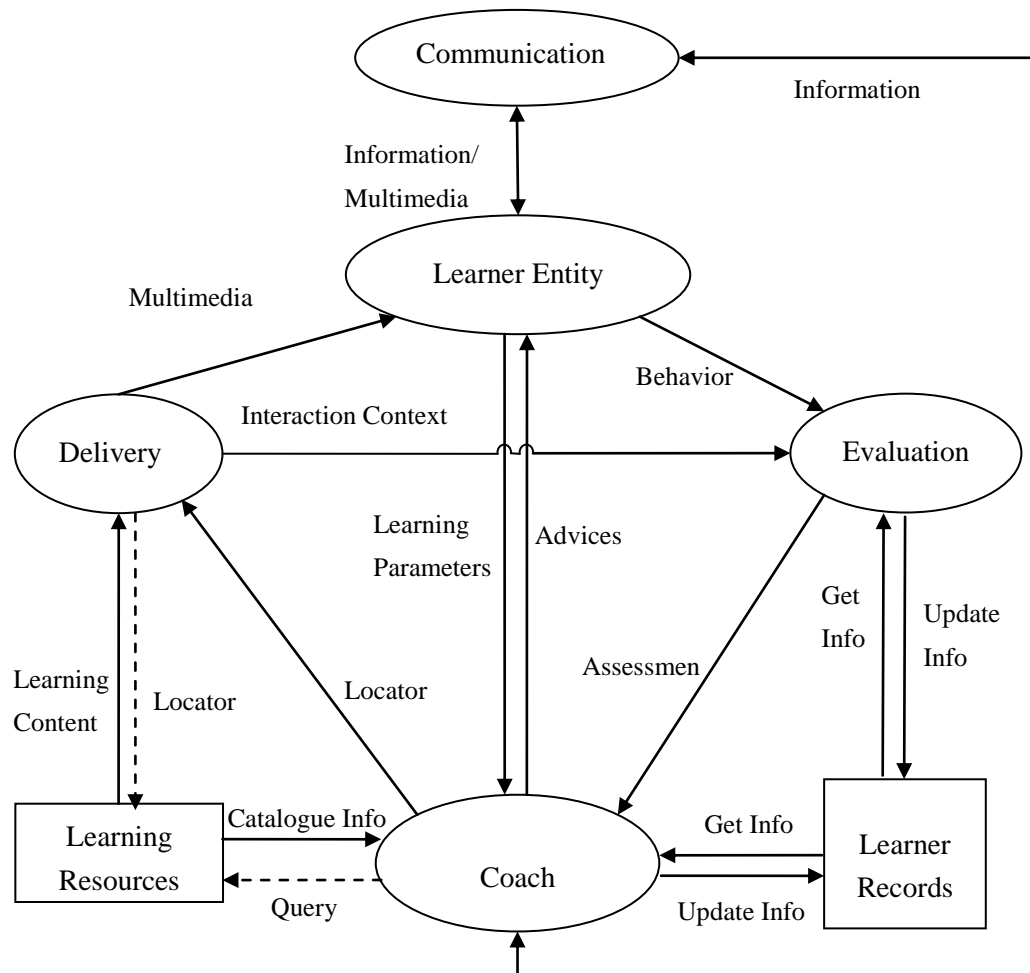 Communication
Information
Information/
Multimedia
Learner Entity
Multimedia
Behavior
Interaction Context
Delivery
Evaluation
Learning
Parameters
Advices
Get
Info
Update
Info
Assessmen
Learning
Content
Locator
Locator
Catalogue Info
Get Info
Learning
Resources
Learner
Records
Coach
Query
Update Info